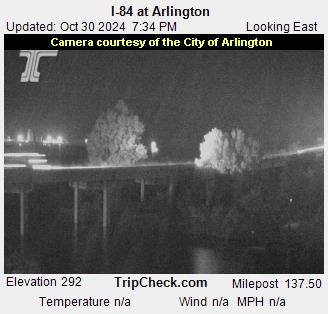 I-84 at Arlington
Updated: Oct 30 2024 7:34 PM Looking East
Camera courtesy of the City of Arlington
Elevation 292 TripCheck.com Milepost 137.50
Temperature n/a Wind n/a MPH n/a